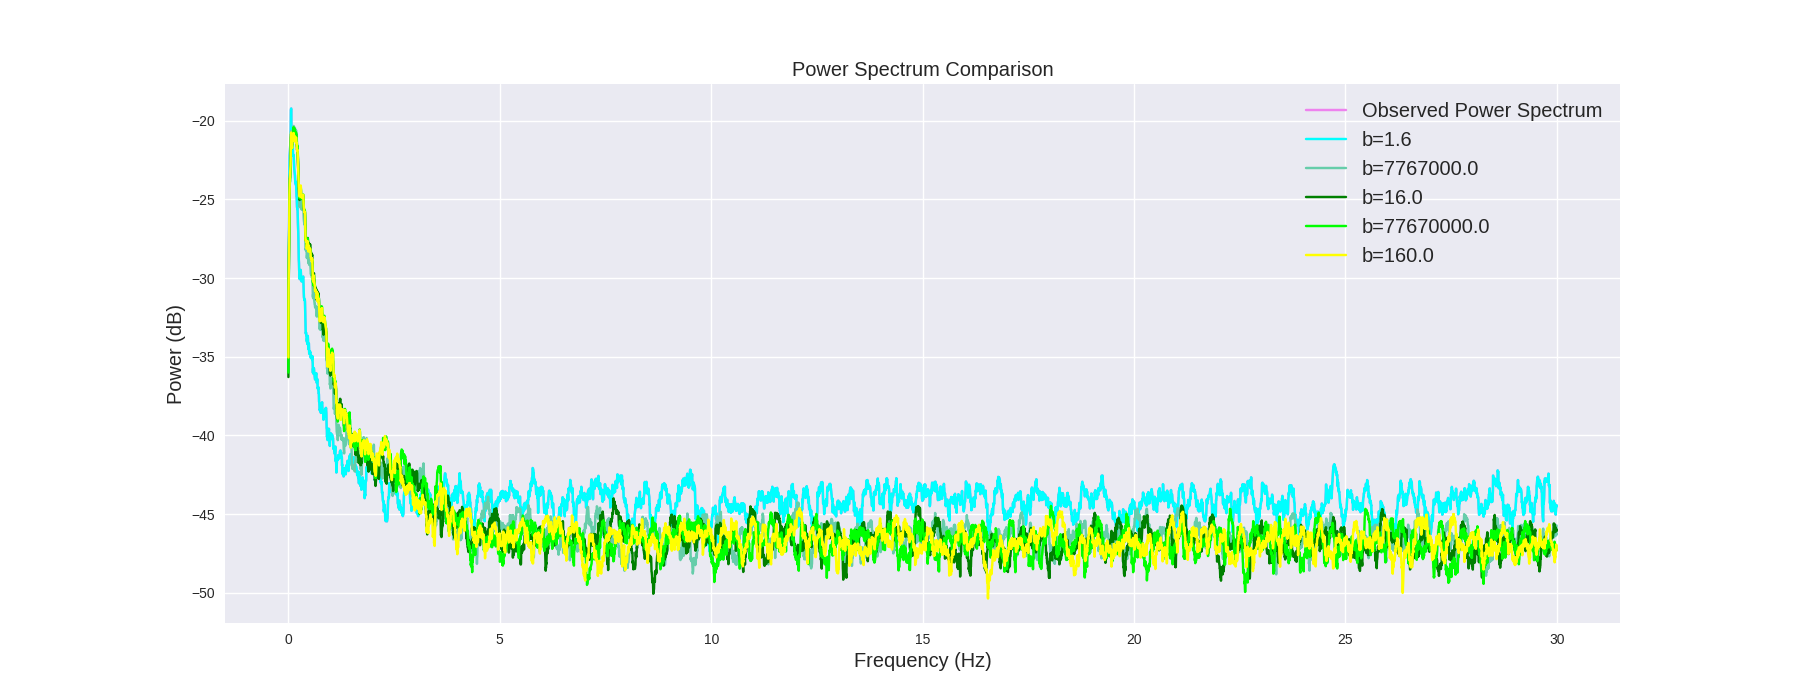 Power Spectrum Comparison
Observed Power Spectrum
b=1.6
b=7767000.0
b=16.0
b=77670000.0
b=160.0
Power (dB)
−20
−25
−30
−35
−40
−45
−50
0 5 10 15 20 25 30
Frequency (Hz)